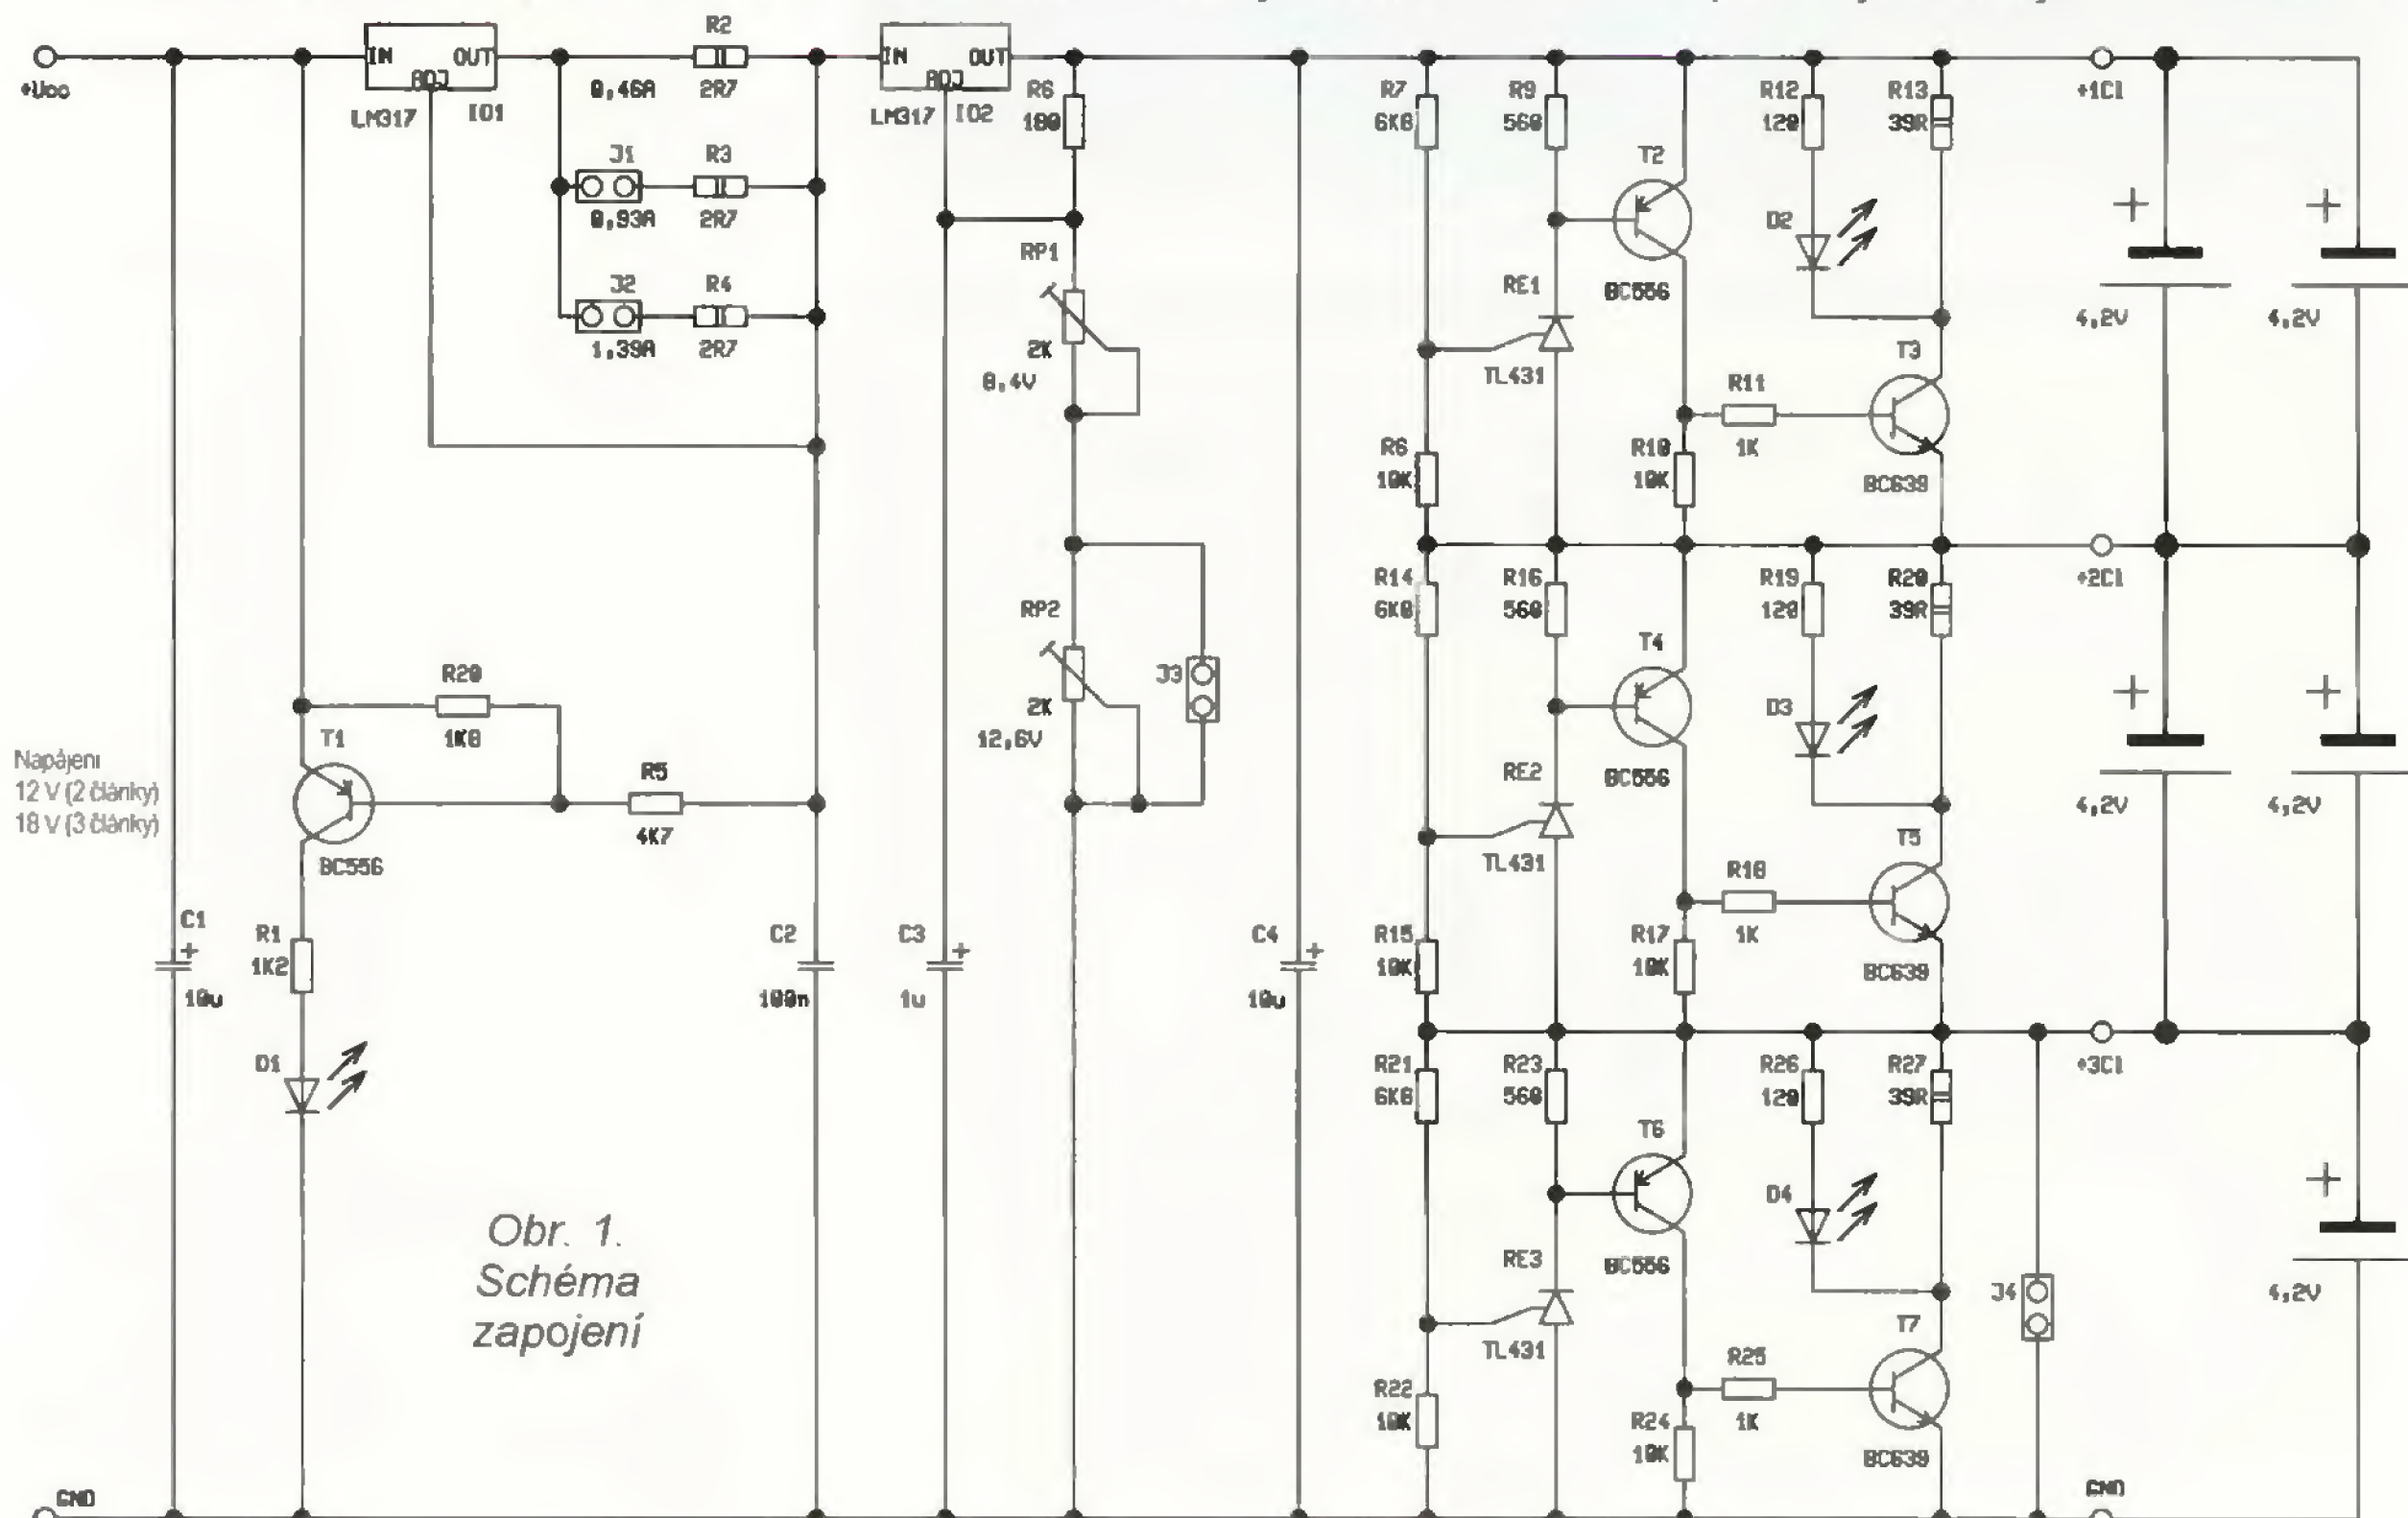 +Ucc
IN
OUT
ADJ
LM317
IO1
R2
0,46A
2R7
J1
R3
0,93A
2R7
J2
R4
1,39A
2R7
IN
OUT
ADJ
LM317
IO2
R6
180
RP1
2K
8,4V
RP2
2K
12,6V
J3
R20
1K8
T1
BC556
R5
4K7
Napájení
12 V (2 články)
18 V (3 články)
C1
+
10u
R1
1K2
D1
C2
100n
C3
+
1u
C4
+
10u
Obr. 1.
Schéma
zapojení
GND
R7
6K8
R9
560
T2
BC556
R12
120
R13
39R
D2
RE1
TL431
T3
BC639
R11
1K
R6
10K
R10
10K
+1Cl
+
4,2V
+
4,2V
R14
6K8
R16
560
T4
BC556
R19
120
R20
39R
D3
RE2
TL431
T5
BC639
R18
1K
R15
10K
R17
10K
+2Cl
+
4,2V
+
4,2V
R21
6K8
R23
560
T6
BC556
R26
120
R27
39R
D4
RE3
TL431
T7
BC639
R25
1K
R22
10K
R24
10K
J4
+3Cl
+
4,2V
GND